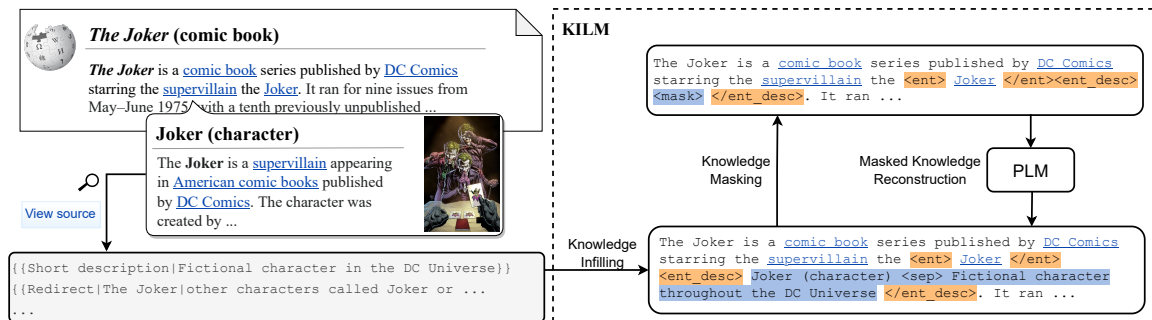 The Joker (comic book)
The Joker is a comic book series published by DC Comics
starring the supervillain the Joker. It ran for nine issues from
May–June 1975, with a tenth previously unpublished ...
Joker (character)
The Joker is a supervillain appearing
in American comic books published
by DC Comics. The character was
created by ...
View source
{{Short description|Fictional character in the DC Universe}}
{{Redirect|The Joker|other characters called Joker or ...
...
Knowledge
Infilling
KILM
The Joker is a comic book series published by DC Comics
starring the supervillain the <ent> Joker </ent><ent_desc>
<mask> </ent_desc>. It ran ...
Knowledge
Masking
Masked Knowledge
Reconstruction
PLM
The Joker is a comic book series published by DC Comics
starring the supervillain the <ent> Joker </ent>
<ent_desc> Joker (character) <sep> Fictional character
throughout the DC Universe </ent_desc>. It ran ...